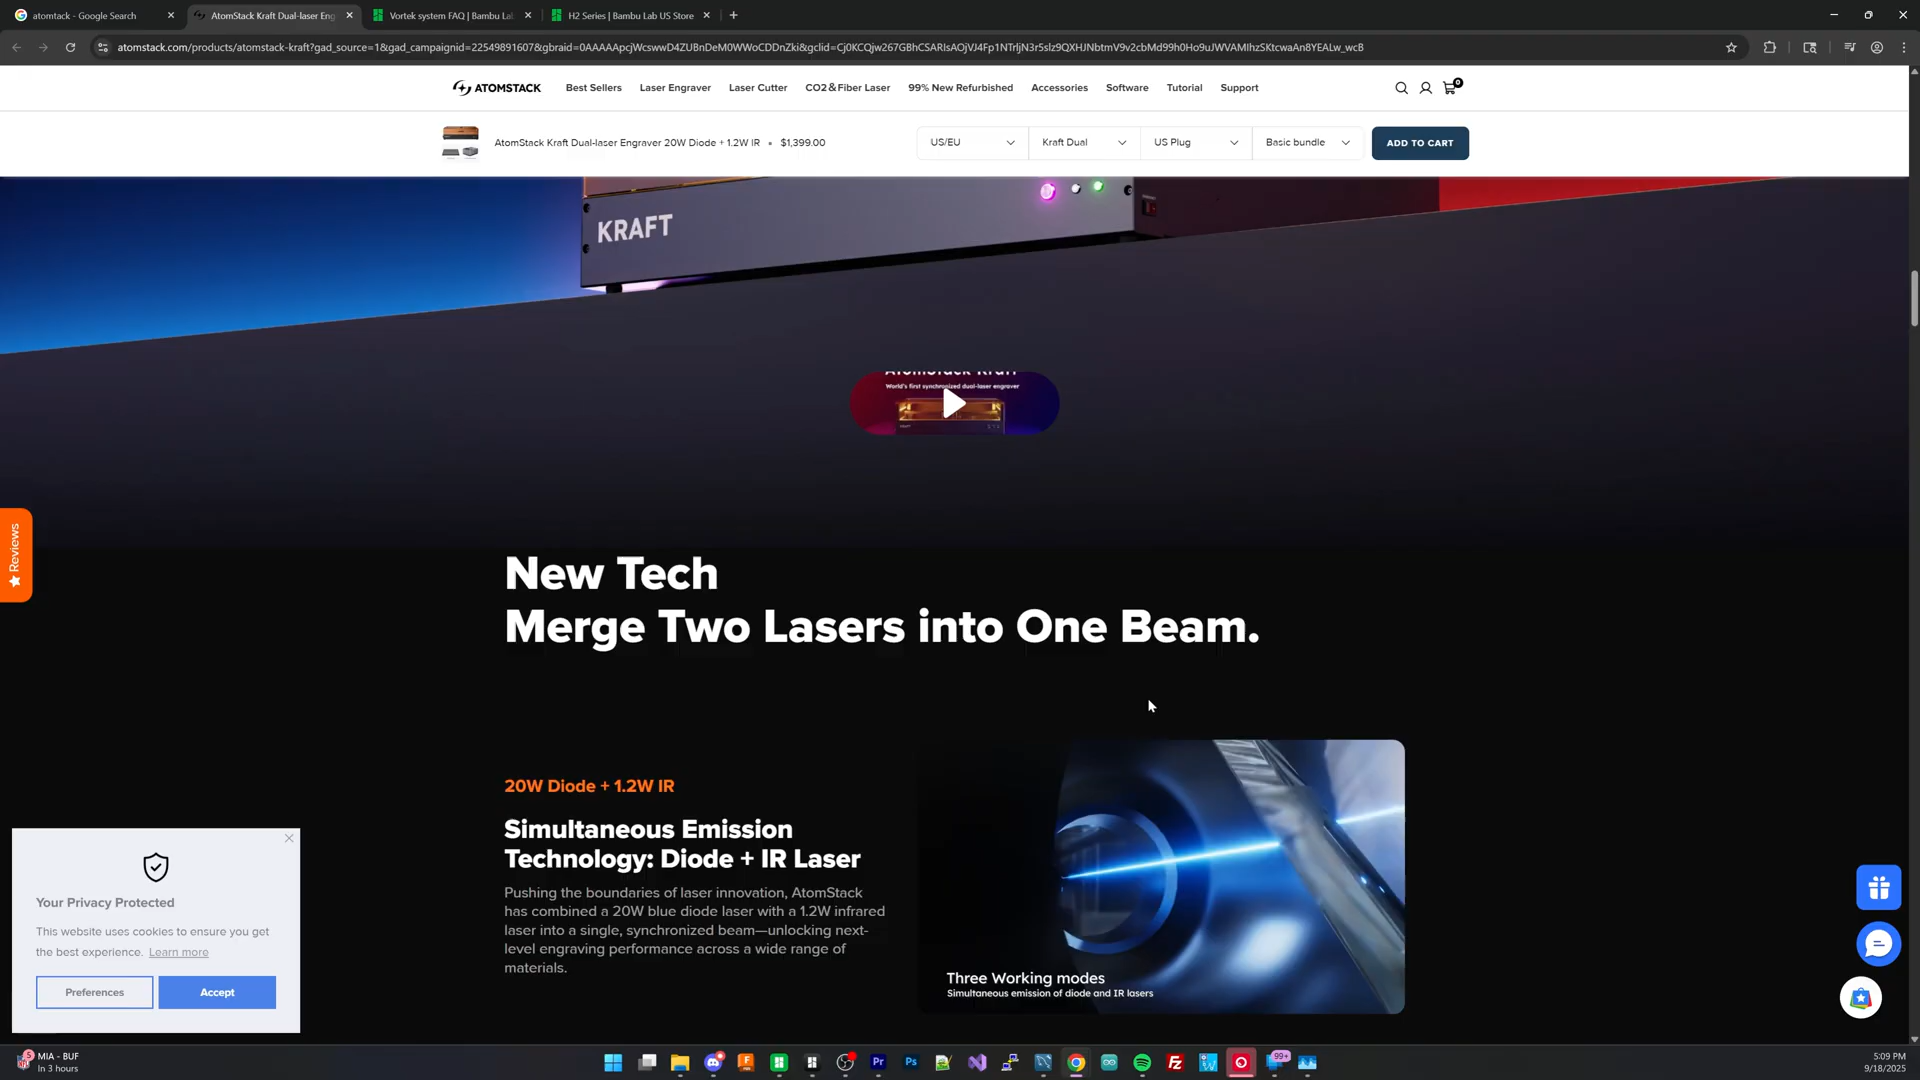 atomtack - Google Search
AtomStack Kraft Dual-laser Eng
Vortek system FAQ | Bambu Lab
H2 Series | Bambu Lab US Store
atomstack.com/products/atomstack-kraft?gad_source=1&gad_campaignid=22549891607&gbraid=0AAAAApcjWcswwD4ZUBnDeM0WWoCDDnZki&gclid=Cj0KCQjw267GBhCSARIsAOjVJ4Fp1NTrljN3r5slz9QXHJNbtmV9v2cbMd99h0Ho9uJWVAMIhzSKtcwaAn8YEALw_wcB
ATOMSTACK
Best Sellers
Laser Engraver
Laser Cutter
CO2&Fiber Laser
99% New Refurbished
Accessories
Software
Tutorial
Support
0
AtomStack Kraft Dual-laser Engraver 20W Diode + 1.2W IR • $1,399.00
US/EU
Kraft Dual
US Plug
Basic bundle
ADD TO CART
KRAFT
AtomStack Kraft
World's first synchronized dual-laser engraver
New Tech
Merge Two Lasers into One Beam.
Reviews
20W Diode + 1.2W IR
Simultaneous Emission
Technology: Diode + IR Laser
Pushing the boundaries of laser innovation, AtomStack
has combined a 20W blue diode laser with a 1.2W infrared
laser into a single, synchronized beam—unlocking next-
level engraving performance across a wide range of
materials.
Three Working modes
Simultaneous emission of diode and IR lasers
Your Privacy Protected
This website uses cookies to ensure you get
the best experience. Learn more
Preferences
Accept
5
MIA - BUF
In 3 hours
Pr
Ps
FZ
99+
5:09 PM
9/18/2025